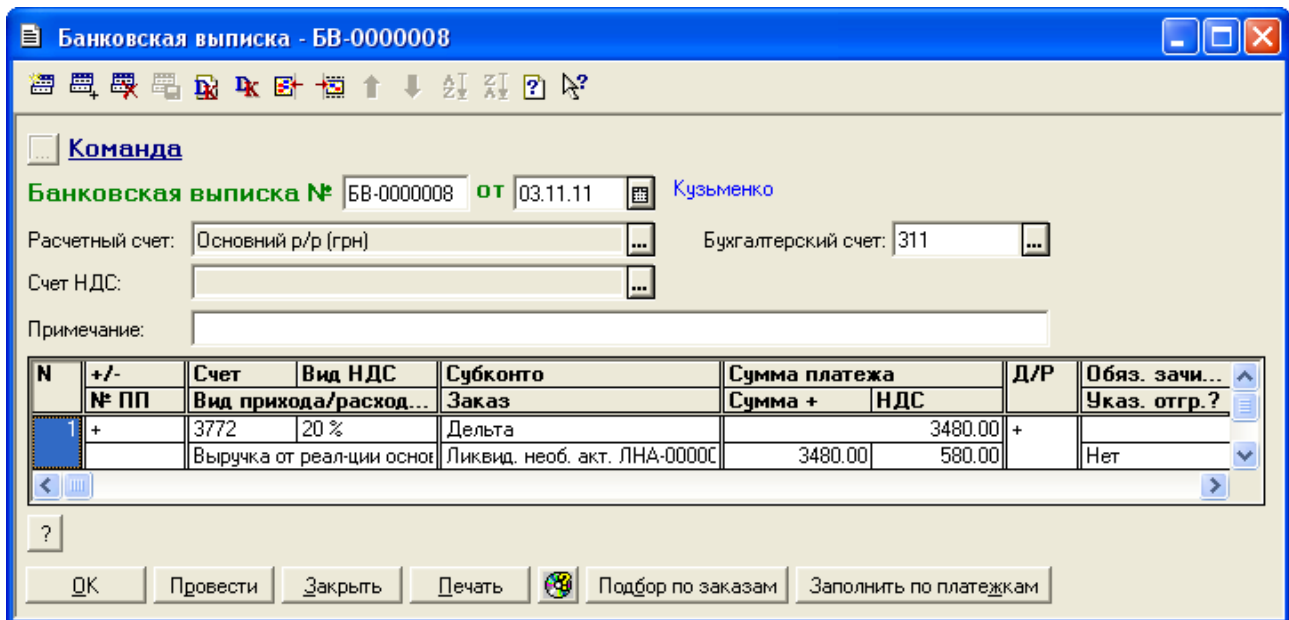 Банковская выписка - БВ-0000008
Команда
Банковская выписка № БВ-0000008 от 03.11.11 Кузьменко
Расчетный счет: Основний р/р (грн) ... Бухгалтерский счет: 311 ...
Счет НДС: ...
Примечание:
N +/- Счет Вид НДС Субконто Сумма платежа Д/Р Обяз. зачи...
№ ПП Вид прихода/расход... Заказ Сумма + НДС Указ. отгр.?
1 + 3772 20 % Дельта 3480.00 +
Выручка от реал-ции основ Ликвид. необ. акт. ЛНА-0000 3480.00 580.00 Нет
?
OK Провести Закрыть Печать Подбор по заказам Заполнить по платежкам